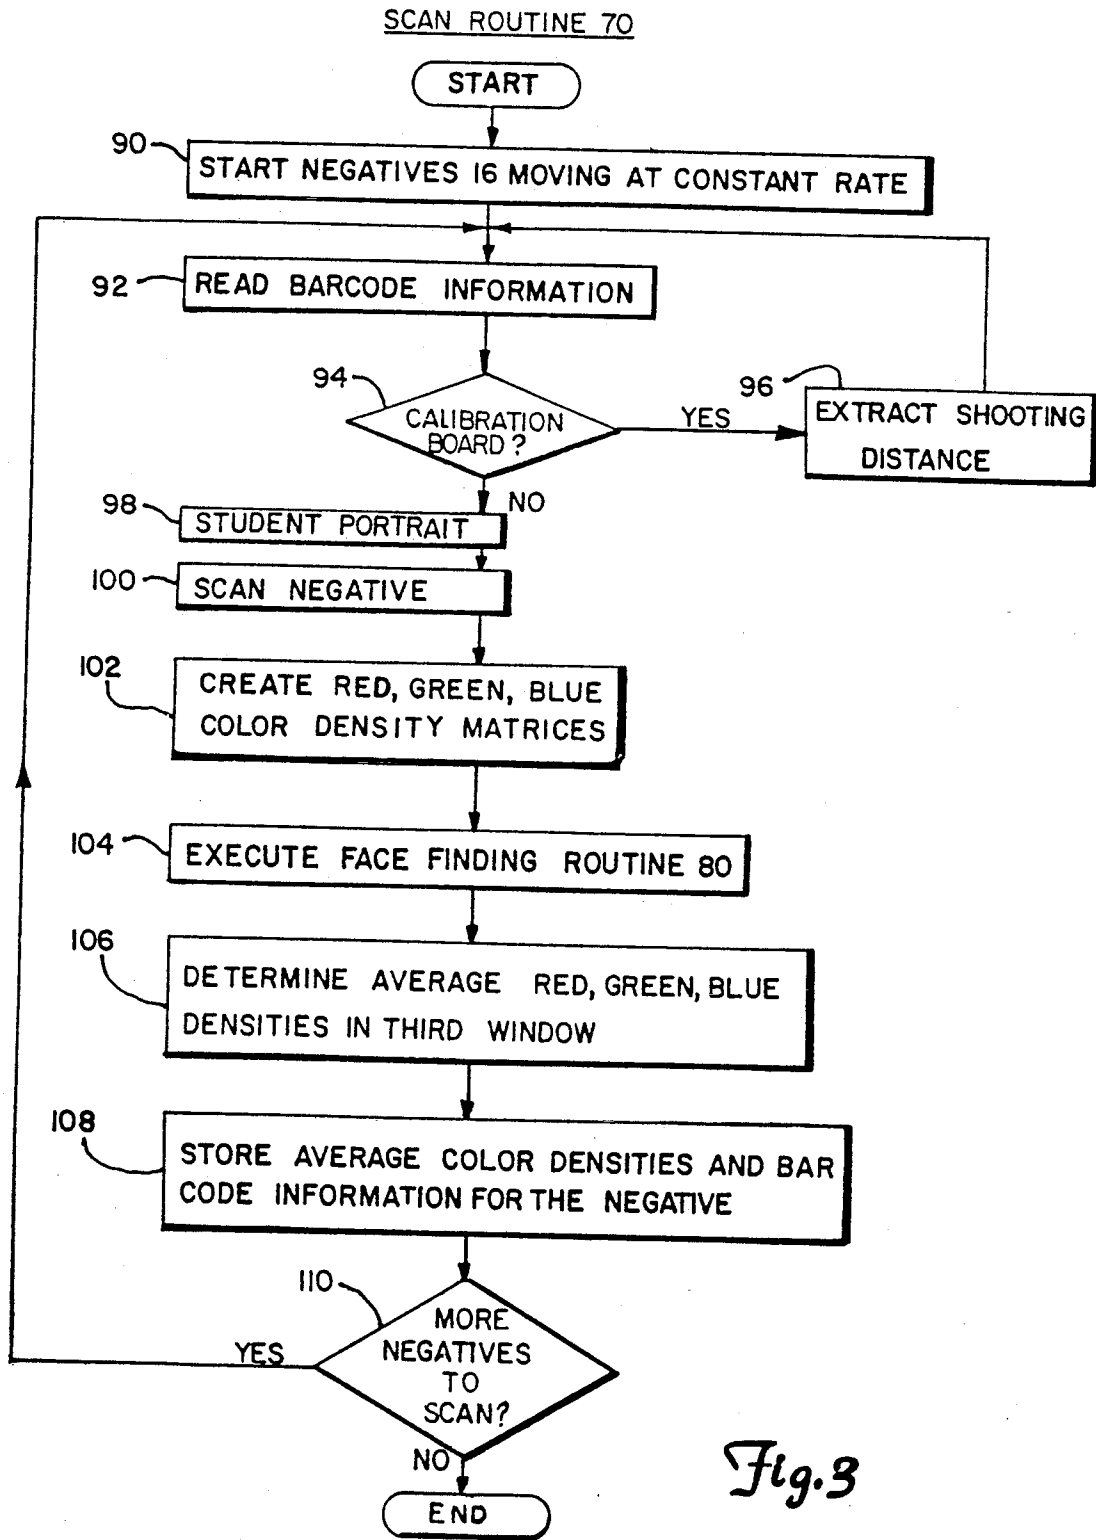 SCAN ROUTINE 70
START
90
START NEGATIVES 16 MOVING AT CONSTANT RATE
92
READ BARCODE INFORMATION
94
CALIBRATION
BOARD?
YES
96
EXTRACT SHOOTING
DISTANCE
NO
98
STUDENT PORTRAIT
100
SCAN NEGATIVE
102
CREATE RED, GREEN, BLUE
COLOR DENSITY MATRICES
104
EXECUTE FACE FINDING ROUTINE 80
106
DETERMINE AVERAGE RED, GREEN, BLUE
DENSITIES IN THIRD WINDOW
108
STORE AVERAGE COLOR DENSITIES AND BAR
CODE INFORMATION FOR THE NEGATIVE
110
MORE
NEGATIVES
TO
SCAN?
YES
NO
END
Fig.3